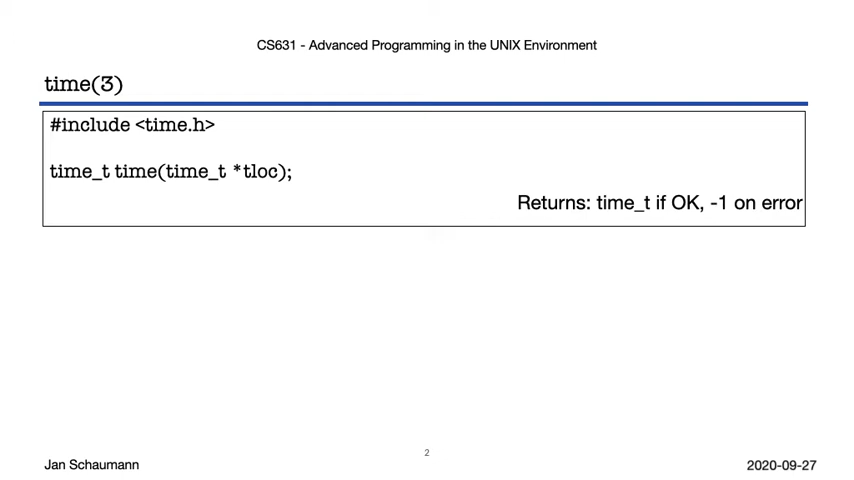 CS631 - Advanced Programming in the UNIX Environment
time(3)
#include <time.h>
time_t time(time_t *tloc);
Returns: time_t if OK, -1 on error
2
Jan Schaumann
2020-09-27